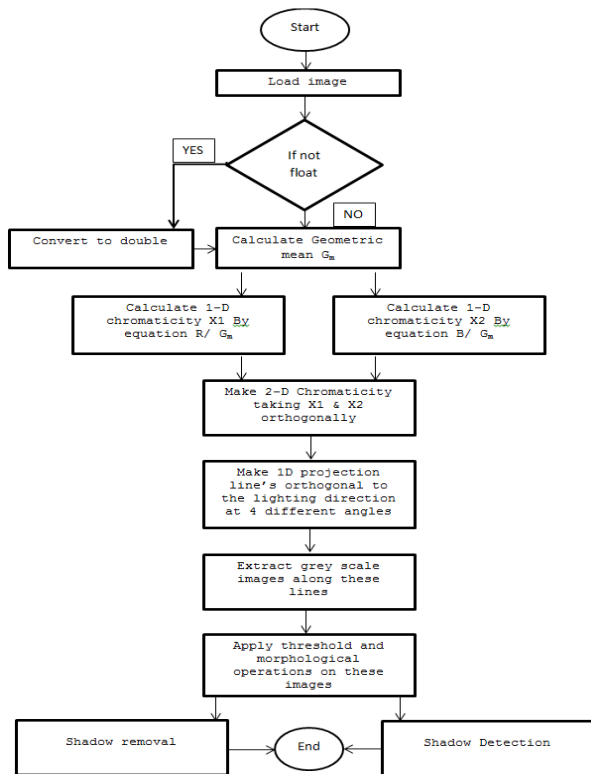 Start
Load image
YES
If not
float
NO
Convert to double
Calculate Geometric
mean Gₘ
Calculate 1-D
chromaticity X1 By
equation R/ Gₘ
Calculate 1-D
chromaticity X2 By
equation B/ Gₘ
Make 2-D Chromaticity
taking X1 & X2
orthogonally
Make 1D projection
line's orthogonal to
the lighting direction
at 4 different angles
Extract grey scale
images along these
lines
Apply threshold and
morphological
operations on these
images
Shadow removal
End
Shadow Detection